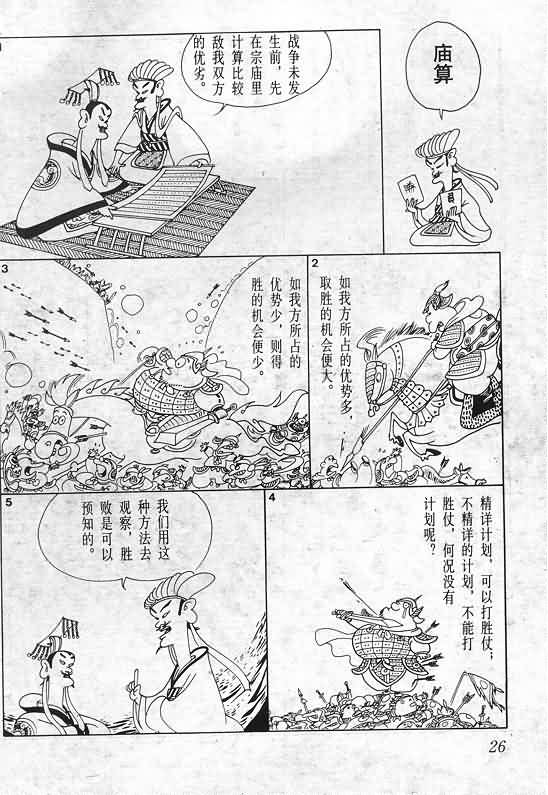 庙算
1
战争未发
生前，先
在宗庙里
计算比较
敌我双方
的优劣。
2
如我方所占的优势多，
取胜的机会便大。
3
如我方所占的
优势少，则得
胜的机会便少。
4
精详计划，可以打胜仗；
不精详的计划，不能打
胜仗，何况没有
计划呢？
5
我们用这
种方法去
观察，胜
败是可以
预知的。
26